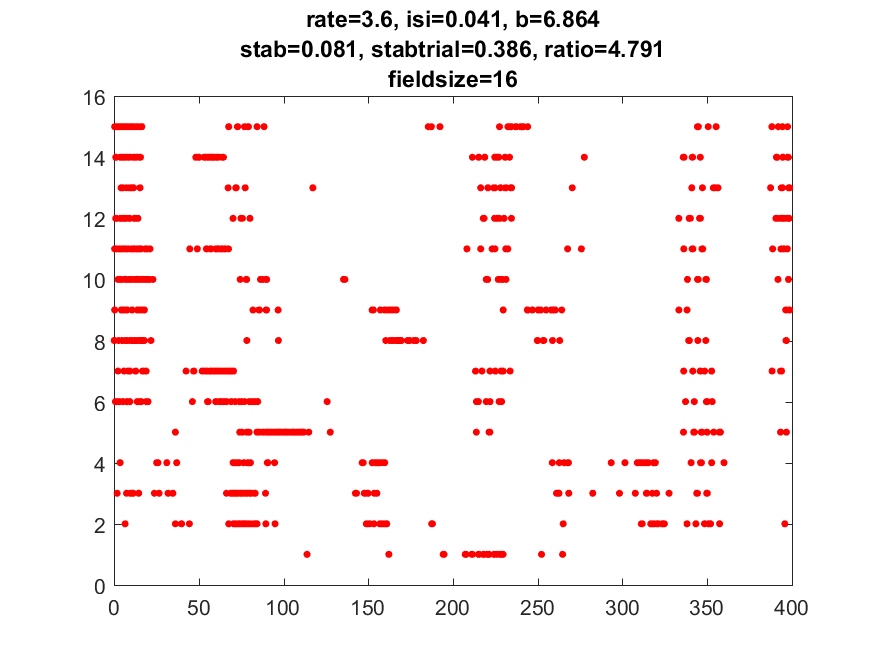 rate=3.6, isi=0.041, b=6.864
stab=0.081, stabtrial=0.386, ratio=4.791
fieldsize=16
16
14
12
10
8
6
4
2
0
0 50 100 150 200 250 300 350 400